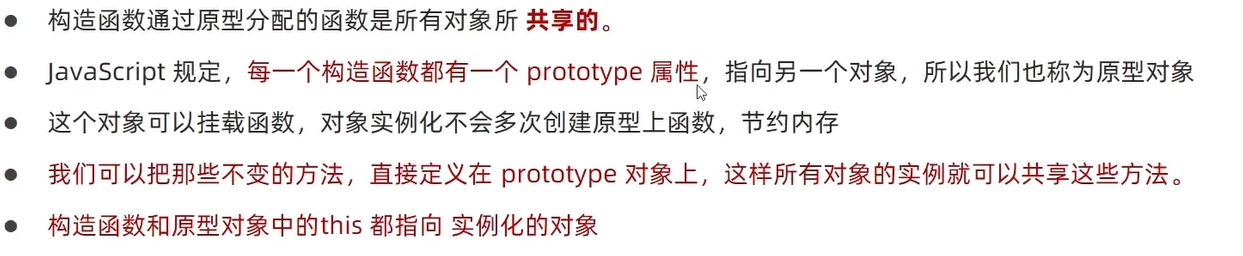 ● 构造函数通过原型分配的函数是所有对象所 共享的。
● JavaScript 规定，每一个构造函数都有一个 prototype 属性，指向另一个对象，所以我们也称为原型对象
● 这个对象可以挂载函数，对象实例化不会多次创建原型上函数，节约内存
● 我们可以把那些不变的方法，直接定义在 prototype 对象上，这样所有对象的实例就可以共享这些方法。
● 构造函数和原型对象中的this 都指向 实例化的对象